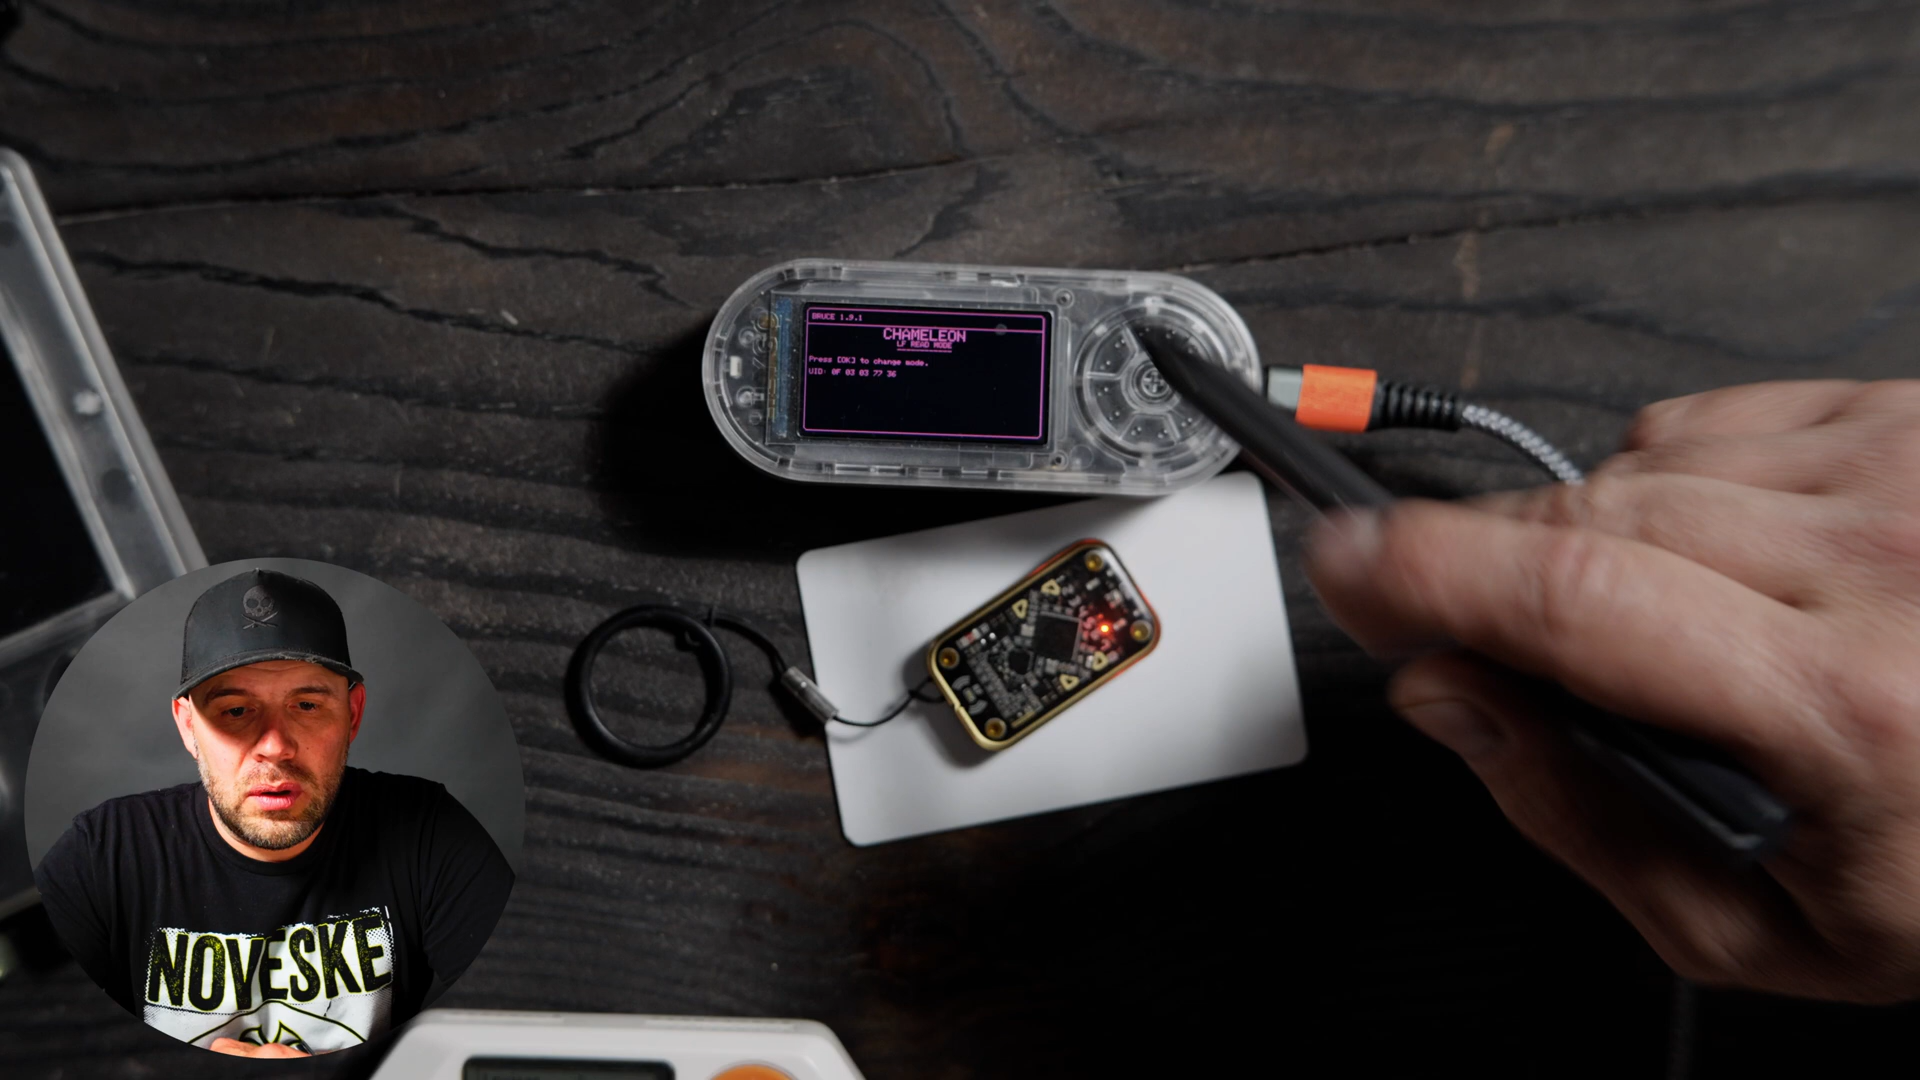 BRUCE 1.9.1
CHAMELEON
LF READ MODE
Press [OK] to change mode.
UID: 0F 03 03 77 36
NOVESKE